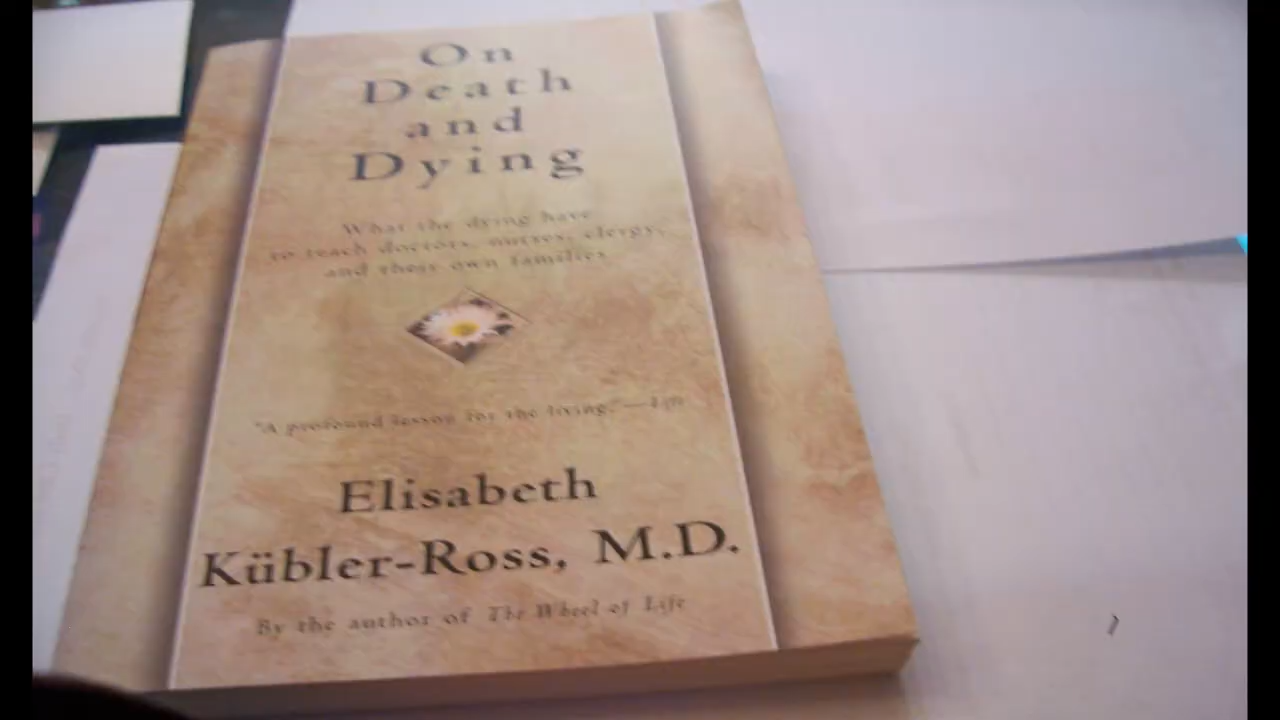 On
Death
and
Dying
What the dying have
to teach doctors, nurses, clergy,
and their own families
"A profound lesson for the living."—Life
Elisabeth
Kübler-Ross, M.D.
By the author of The Wheel of Life